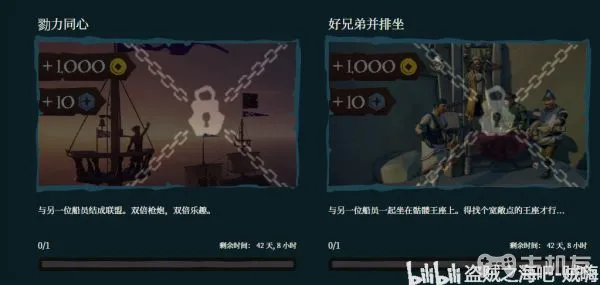 勠力同心
好兄弟并排坐
+1,000
+10
+1,000
+10
与另一位船员结成联盟。双倍枪炮，双倍乐趣。
与另一位船员一起坐在骷髅王座上。得找个宽敞点的王座才行...
0/1
剩余时间： 42 天, 8 小时
0/1
剩余时间： 42 天, 8 小时
bilibili 盗贼之海吧-贼嗨
主机友